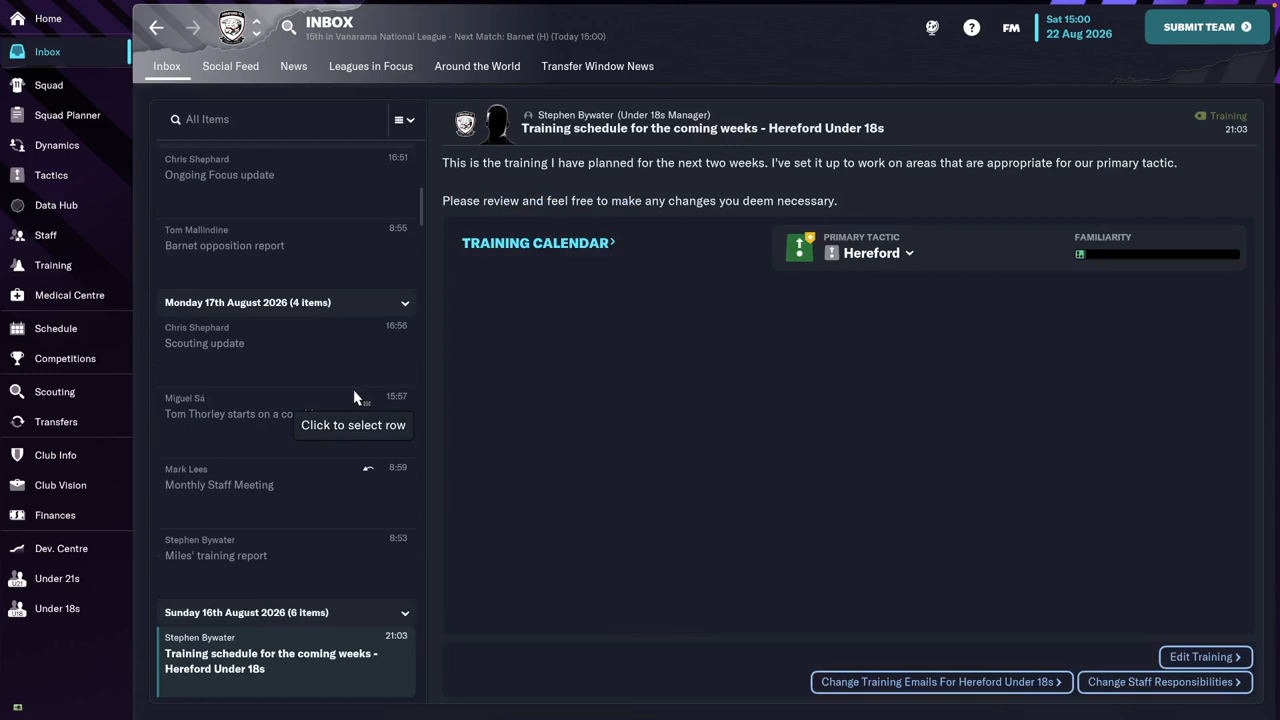 Home
Inbox
Squad
Squad Planner
Dynamics
Tactics
Data Hub
Staff
Training
Medical Centre
Schedule
Competitions
Scouting
Transfers
Club Info
Club Vision
Finances
Dev. Centre
Under 21s
Under 18s
INBOX
15th in Vanarama National League - Next Match: Barnet (H) (Today 15:00)
FM
Sat 15:00
22 Aug 2026
SUBMIT TEAM
Inbox
Social Feed
News
Leagues in Focus
Around the World
Transfer Window News
All Items
Chris Shephard 16:51
Ongoing Focus update
Tom Mallindine 8:55
Barnet opposition report
Monday 17th August 2026 (4 items)
Chris Shephard 16:56
Scouting update
Miguel Sá 15:57
Tom Thorley starts on a
Click to select row
Mark Lees 8:59
Monthly Staff Meeting
Stephen Bywater 8:53
Miles' training report
Sunday 16th August 2026 (6 items)
Stephen Bywater 21:03
Training schedule for the coming weeks -
Hereford Under 18s
Stephen Bywater (Under 18s Manager)
Training schedule for the coming weeks - Hereford Under 18s
Training
21:03
This is the training I have planned for the next two weeks. I've set it up to work on areas that are appropriate for our primary tactic.
Please review and feel free to make any changes you deem necessary.
TRAINING CALENDAR
PRIMARY TACTIC
Hereford
FAMILIARITY
Edit Training
Change Training Emails For Hereford Under 18s
Change Staff Responsibilities